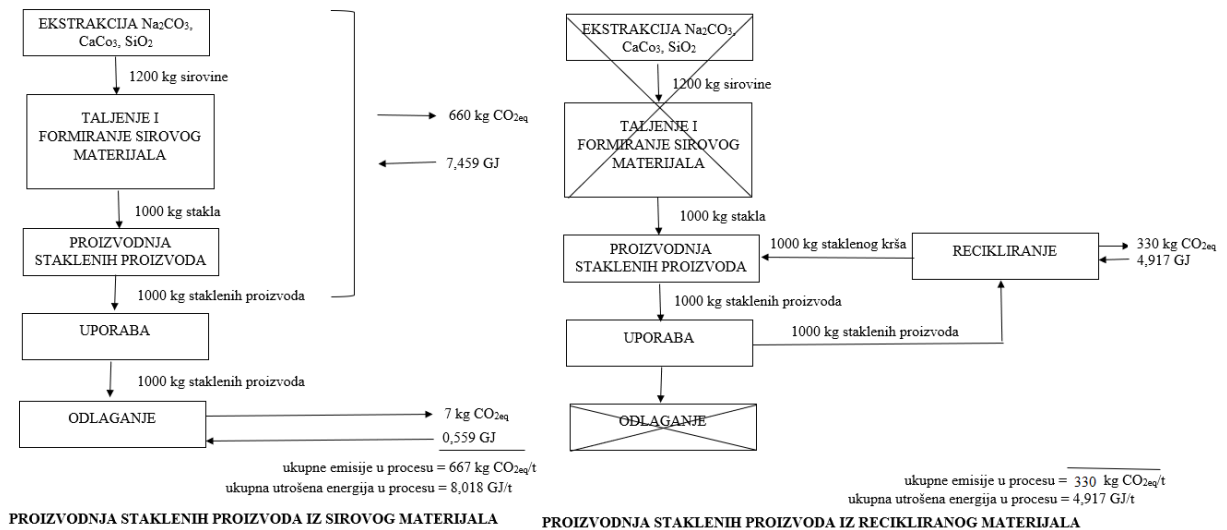 EKSTRAKCIJA Na₂CO₃,
CaCo₃, SiO₂
1200 kg sirovine
TALJENJE I
FORMIRANJE SIROVOG
MATERIJALA
660 kg CO₂eq
7,459 GJ
1000 kg stakla
PROIZVODNJA
STAKLENIH PROIZVODA
1000 kg staklenih proizvoda
UPORABA
1000 kg staklenih proizvoda
ODLAGANJE
7 kg CO₂eq
0,559 GJ
ukupne emisije u procesu = 667 kg CO₂eq/t
ukupna utrošena energija u procesu = 8,018 GJ/t
PROIZVODNJA STAKLENIH PROIZVODA IZ SIROVOG MATERIJALA
EKSTRAKCIJA Na₂CO₃,
CaCo₃, SiO₂
1200 kg sirovine
TALJENJE I
FORMIRANJE SIROVOG
MATERIJALA
1000 kg stakla
PROIZVODNJA
STAKLENIH PROIZVODA
1000 kg staklenog krša
RECIKLIRANJE
330 kg CO₂eq
4,917 GJ
1000 kg staklenih proizvoda
UPORABA
1000 kg staklenih proizvoda
ODLAGANJE
ukupne emisije u procesu = 330 kg CO₂eq/t
ukupna utrošena energija u procesu = 4,917 GJ/t
PROIZVODNJA STAKLENIH PROIZVODA IZ RECIKLIRANOG MATERIJALA